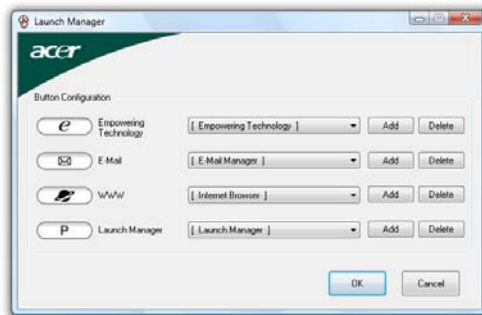 Launch Manager
acer
Button Configuration
e Empowering Technology [ Empowering Technology ] Add Delete
E-Mail [ E-Mail Manager ] Add Delete
WWW [ Internet Browser ] Add Delete
P Launch Manager [ Launch Manager ] Add Delete
OK Cancel